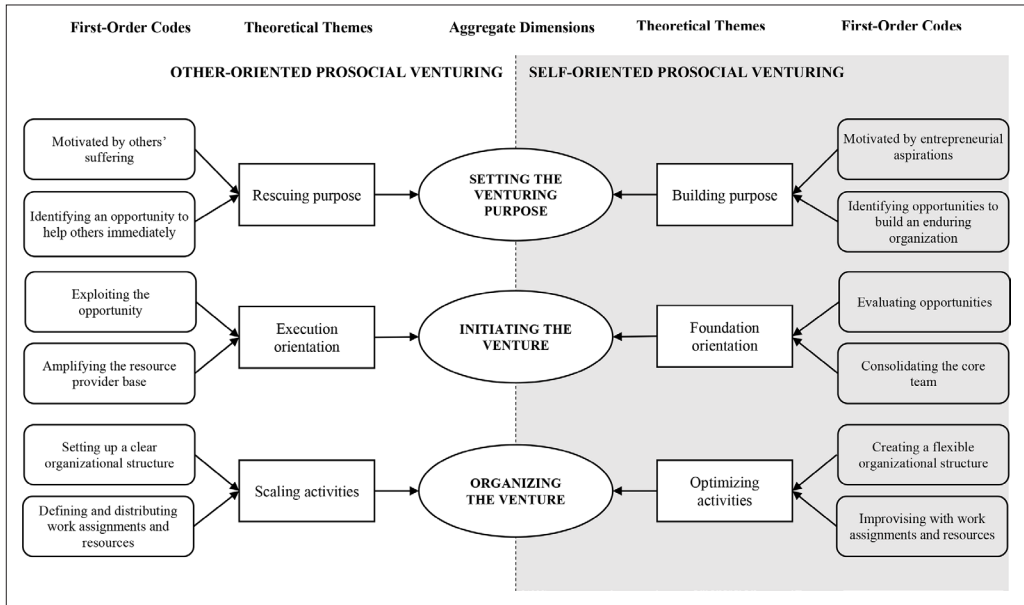 First-Order Codes
Theoretical Themes
Aggregate Dimensions
Theoretical Themes
First-Order Codes
OTHER-ORIENTED PROSOCIAL VENTURING
SELF-ORIENTED PROSOCIAL VENTURING
Motivated by others’
suffering
Identifying an opportunity to
help others immediately
Rescuing purpose
SETTING THE
VENTURING
PURPOSE
Building purpose
Motivated by entrepreneurial
aspirations
Identifying opportunities to
build an enduring
organization
Exploiting the
opportunity
Amplifying the resource
provider base
Execution
orientation
INITIATING THE
VENTURE
Foundation
orientation
Evaluating opportunities
Consolidating the core
team
Setting up a clear
organizational structure
Defining and distributing
work assignments and
resources
Scaling activities
ORGANIZING
THE VENTURE
Optimizing
activities
Creating a flexible
organizational structure
Improvising with work
assignments and resources